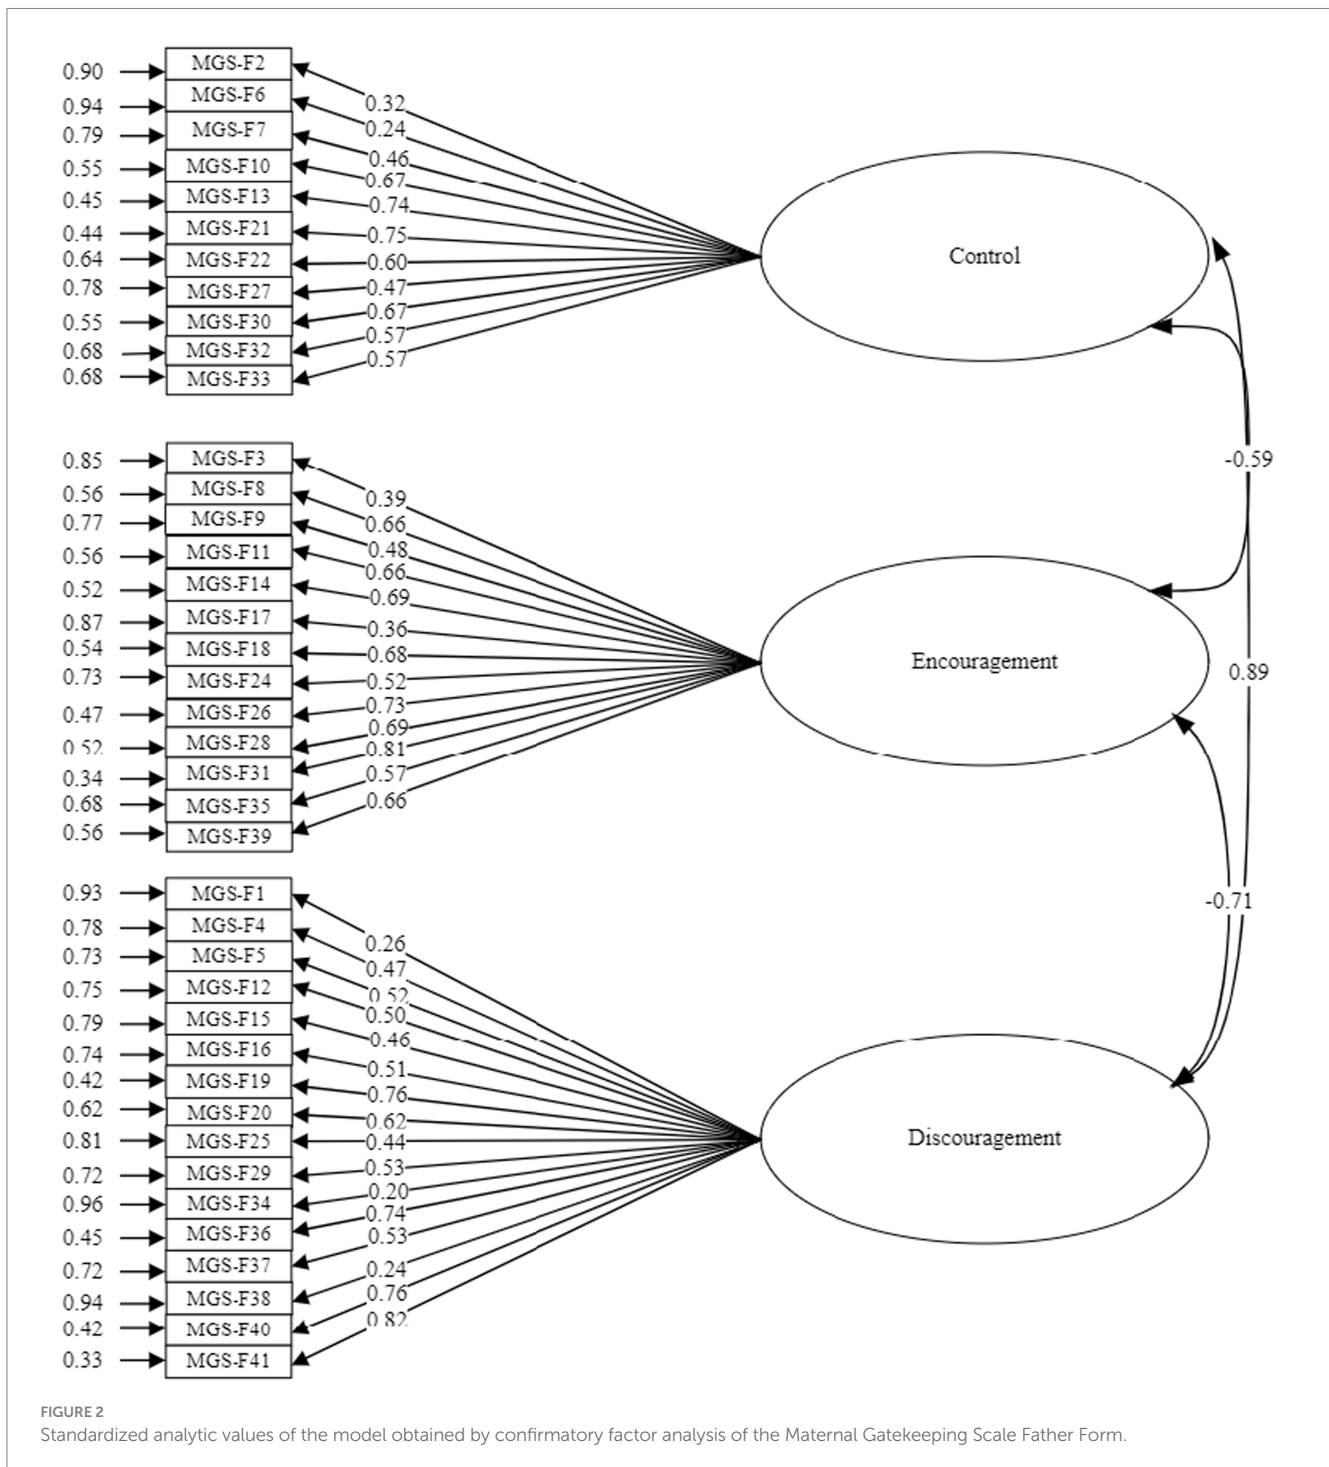 0.90 MGS-F2 0.32
0.94 MGS-F6 0.24
0.79 MGS-F7 0.46
0.55 MGS-F10 0.67
0.45 MGS-F13 0.74
0.44 MGS-F21 0.75
0.64 MGS-F22 0.60
0.78 MGS-F27 0.47
0.55 MGS-F30 0.67
0.68 MGS-F32 0.57
0.68 MGS-F33 0.57
Control
-0.59
0.85 MGS-F3 0.39
0.56 MGS-F8 0.66
0.77 MGS-F9 0.48
0.56 MGS-F11 0.66
0.52 MGS-F14 0.69
0.87 MGS-F17 0.36
0.54 MGS-F18 0.68
0.73 MGS-F24 0.52
0.47 MGS-F26 0.73
0.52 MGS-F28 0.69
0.34 MGS-F31 0.81
0.68 MGS-F35 0.57
0.56 MGS-F39 0.66
Encouragement
0.89
-0.71
0.93 MGS-F1 0.26
0.78 MGS-F4 0.47
0.73 MGS-F5 0.52
0.75 MGS-F12 0.50
0.79 MGS-F15 0.46
0.74 MGS-F16 0.51
0.42 MGS-F19 0.76
0.62 MGS-F20 0.62
0.81 MGS-F25 0.44
0.72 MGS-F29 0.53
0.96 MGS-F34 0.20
0.45 MGS-F36 0.74
0.72 MGS-F37 0.53
0.94 MGS-F38 0.24
0.42 MGS-F40 0.76
0.33 MGS-F41 0.82
Discouragement
FIGURE 2
Standardized analytic values of the model obtained by confirmatory factor analysis of the Maternal Gatekeeping Scale Father Form.